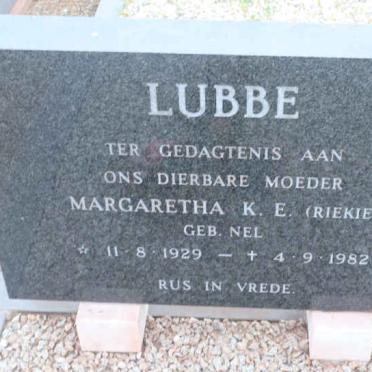 LUBBE
TER GEDAGTENIS AAN
ONS DIERBARE MOEDER
MARGARETHA K. E. (RIEKIE
GEB. NEL
☆ 11·8·1929 – ✝ 4·9·1982
RUS IN VREDE.